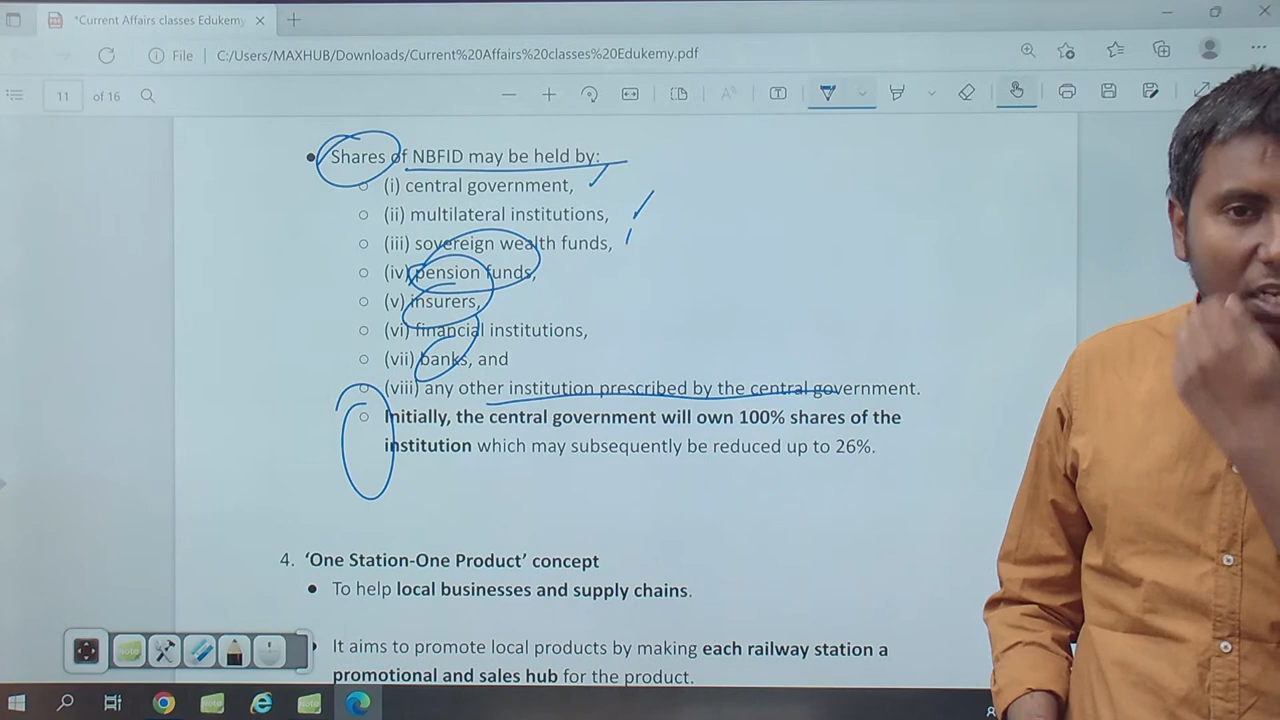 *Current Affairs classes Edukemy
File C:/Users/MAXHUB/Downloads/Current%20Affairs%20classes%20Edukemy.pdf
11 of 16
• Shares of NBFID may be held by:
○ (i) central government,
○ (ii) multilateral institutions,
○ (iii) sovereign wealth funds,
○ (iv) pension funds,
○ (v) insurers,
○ (vi) financial institutions,
○ (vii) banks, and
○ (viii) any other institution prescribed by the central government.
○ Initially, the central government will own 100% shares of the
institution which may subsequently be reduced up to 26%.
4. ‘One Station-One Product’ concept
• To help local businesses and supply chains.
• It aims to promote local products by making each railway station a
promotional and sales hub for the product.